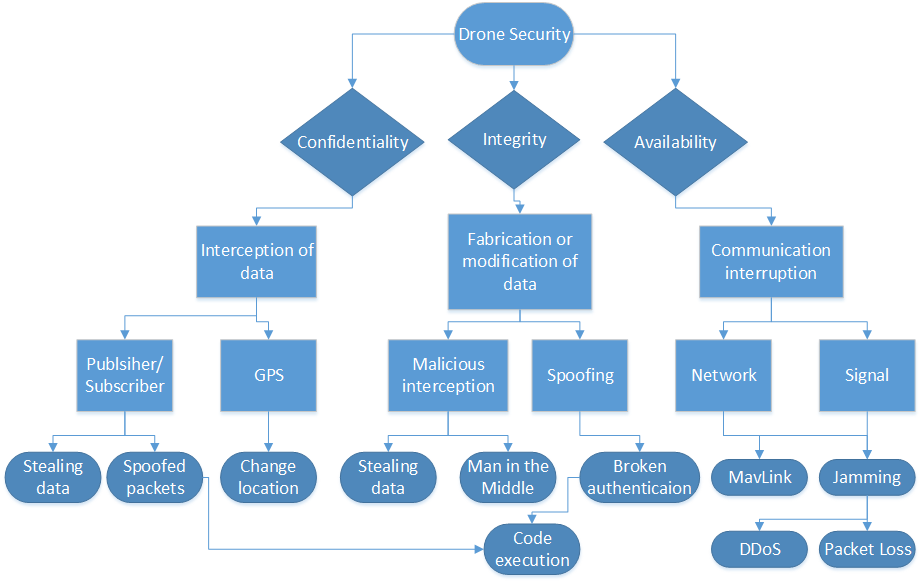 Drone Security
Confidentiality
Integrity
Availability
Interception of
data
Fabrication or
modification of
data
Communication
interruption
Publsiher/
Subscriber
GPS
Malicious
interception
Spoofing
Network
Signal
Stealing
data
Spoofed
packets
Change
location
Stealing
data
Man in the
Middle
Broken
authenticaion
MavLink
Jamming
Code
execution
DDoS
Packet Loss